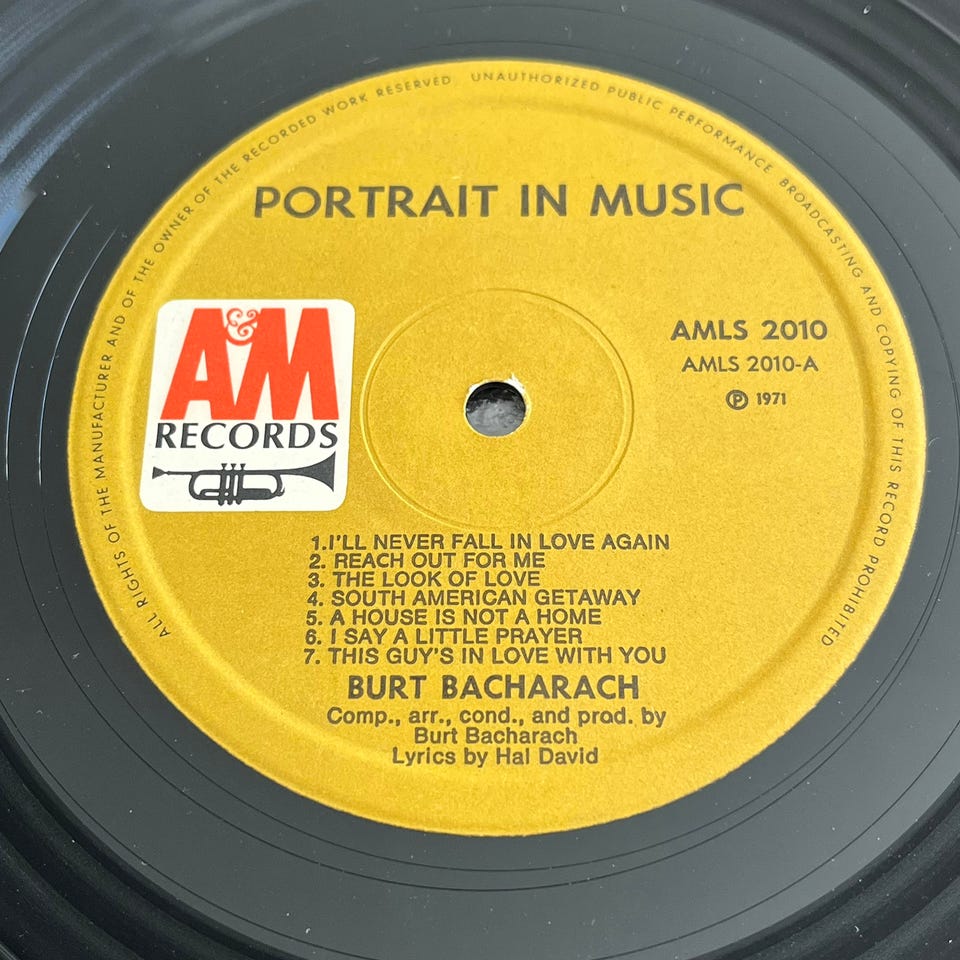 ALL RIGHTS OF THE MANUFACTURER AND OF THE OWNER OF THE RECORDED WORK RESERVED UNAUTHORIZED PUBLIC PERFORMANCE BROADCASTING AND COPYING OF THIS RECORD PROHIBITED
PORTRAIT IN MUSIC
A&M
RECORDS
AMLS 2010
AMLS 2010-A
℗ 1971
1.I'LL NEVER FALL IN LOVE AGAIN
2. REACH OUT FOR ME
3. THE LOOK OF LOVE
4. SOUTH AMERICAN GETAWAY
5. A HOUSE IS NOT A HOME
6. I SAY A LITTLE PRAYER
7. THIS GUY'S IN LOVE WITH YOU
BURT BACHARACH
Comp., arr., cond., and prod. by
Burt Bacharach
Lyrics by Hal David